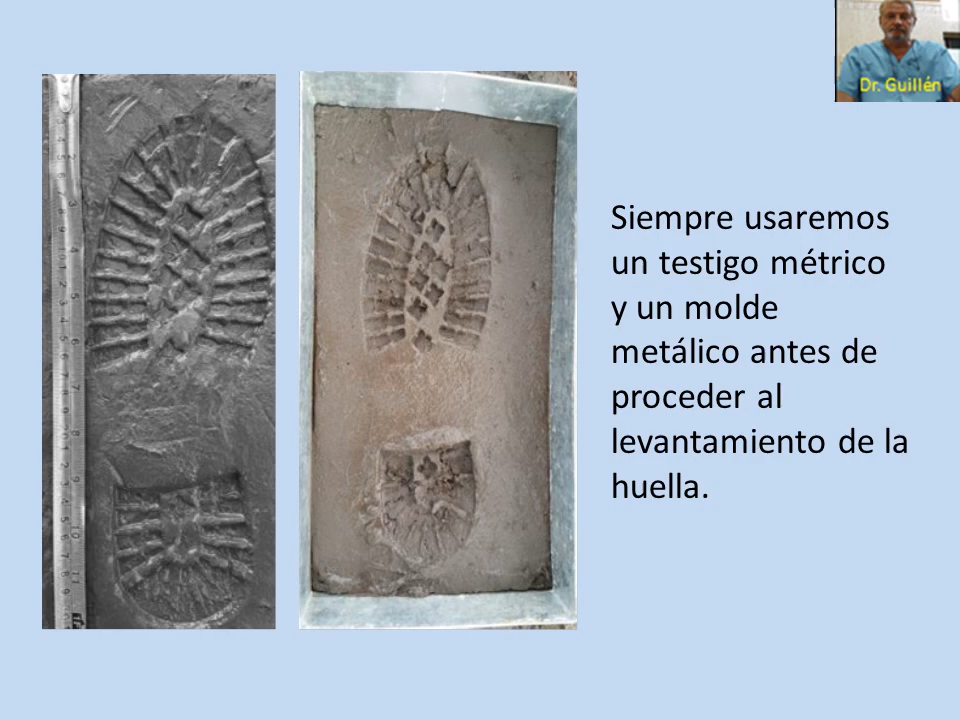 Dr. Guillén
Siempre usaremos
un testigo métrico
y un molde
metálico antes de
proceder al
levantamiento de la
huella.